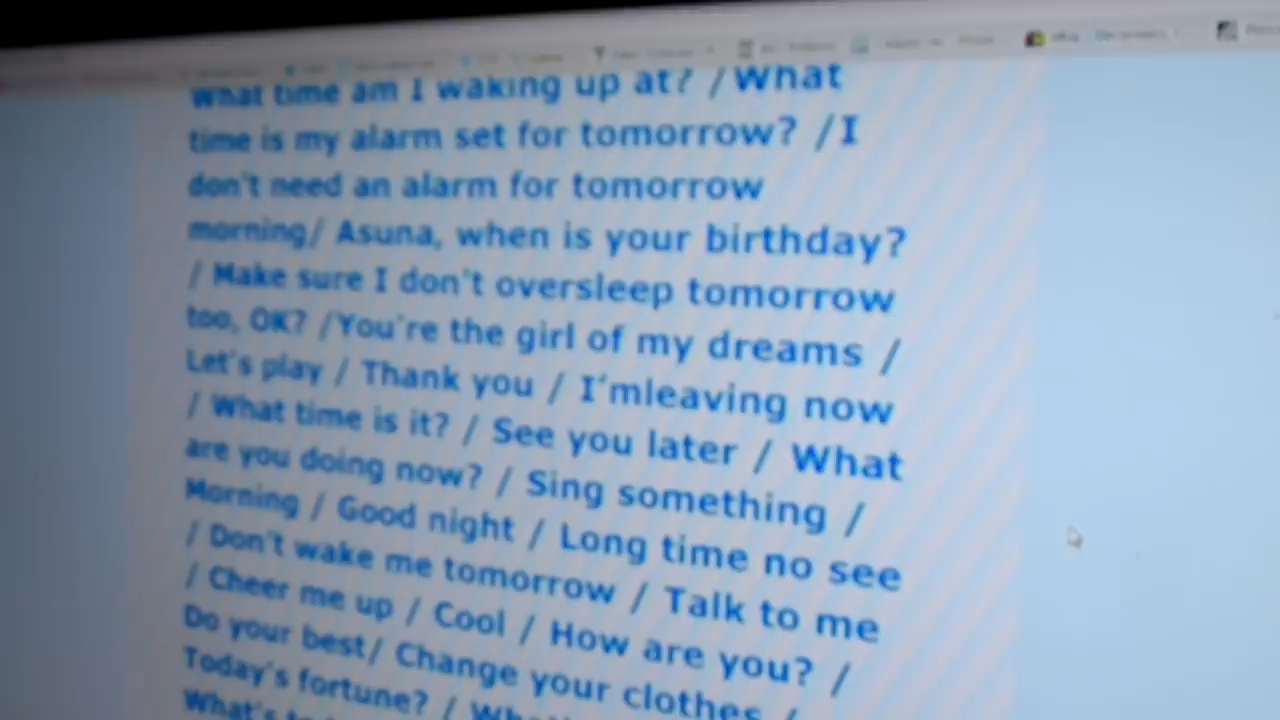 What time am I waking up at? /What
time is my alarm set for tomorrow? /I
don't need an alarm for tomorrow
morning/ Asuna, when is your birthday?
/ Make sure I don't oversleep tomorrow
too, OK? /You're the girl of my dreams /
Let's play / Thank you / I'mleaving now
/ What time is it? / See you later / What
are you doing now? / Sing something /
Morning / Good night / Long time no see
/ Don't wake me tomorrow / Talk to me
/ Cheer me up / Cool / How are you? /
Do your best/ Change your clothes /
Today's fortune? /
What's